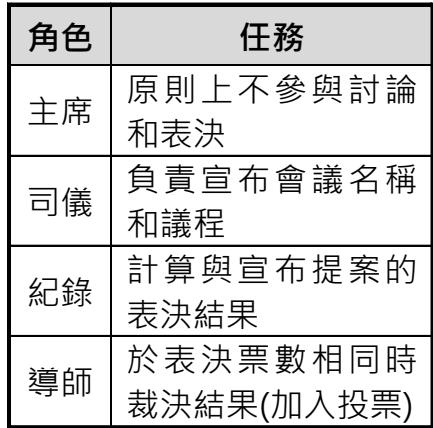 角色 任務
主席 原則上不參與討論
和表決
司儀 負責宣布會議名稱
和議程
紀錄 計算與宣布提案的
表決結果
導師 於表決票數相同時
裁決結果(加入投票)